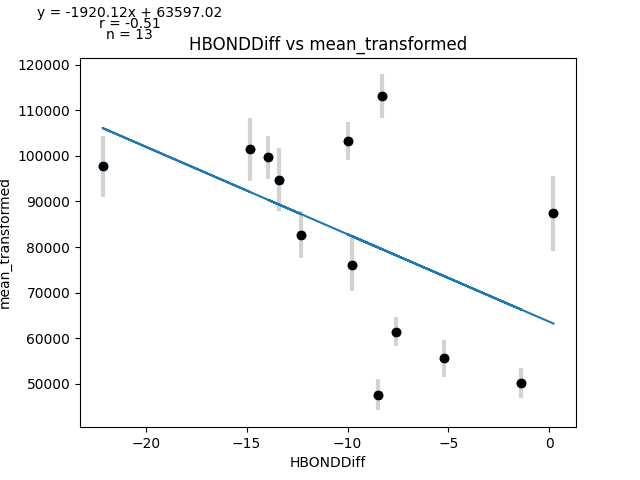 y = -1920.12x + 63597.02
r = -0.51
n = 13
HBONDDiff vs mean_transformed
120000
110000
100000
90000
80000
70000
60000
50000
mean_transformed
−20
−15
−10
−5
0
HBONDDiff